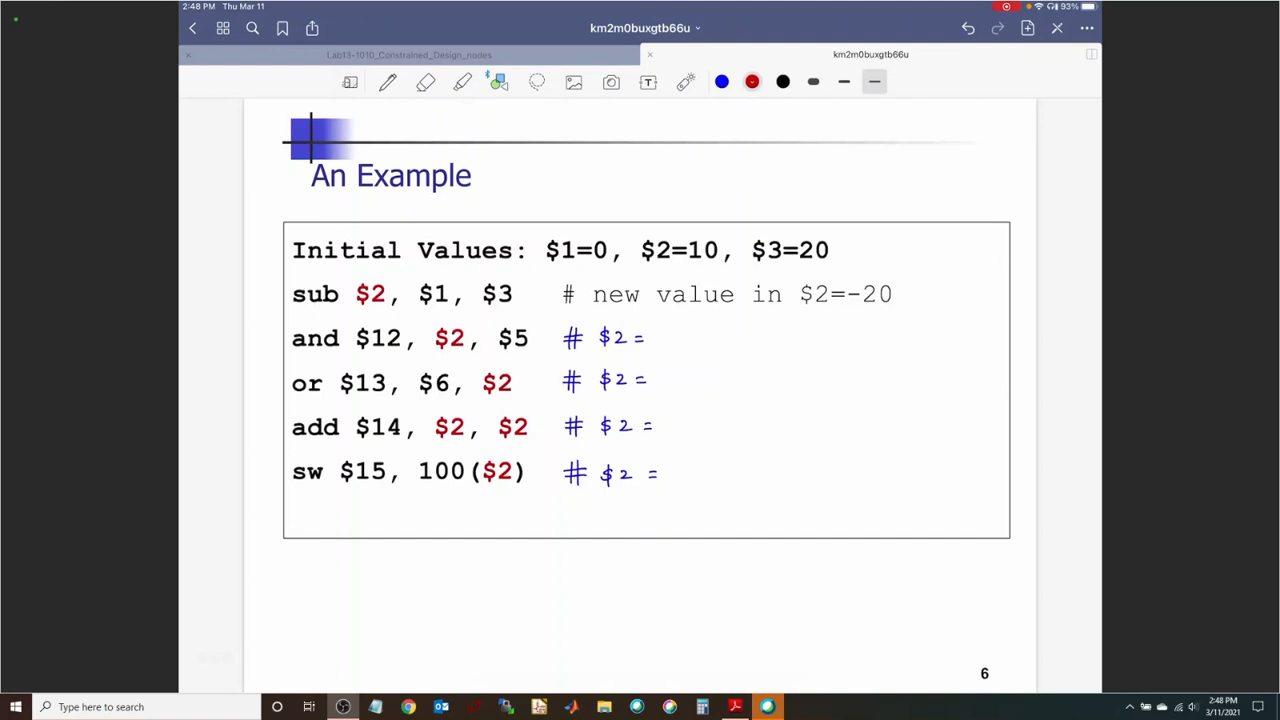 2:48 PM Thu Mar 11
93%
km2m0buxgtb66u
Lab13-1010_Constrained_Design_nodes
km2m0buxgtb66u
An Example
Initial Values: $1=0, $2=10, $3=20
sub $2, $1, $3 # new value in $2=-20
and $12, $2, $5 # $2 =
or $13, $6, $2 # $2 =
add $14, $2, $2 # $2 =
sw $15, 100($2) # $2 =
6
Type here to search
2:48 PM
3/11/2021